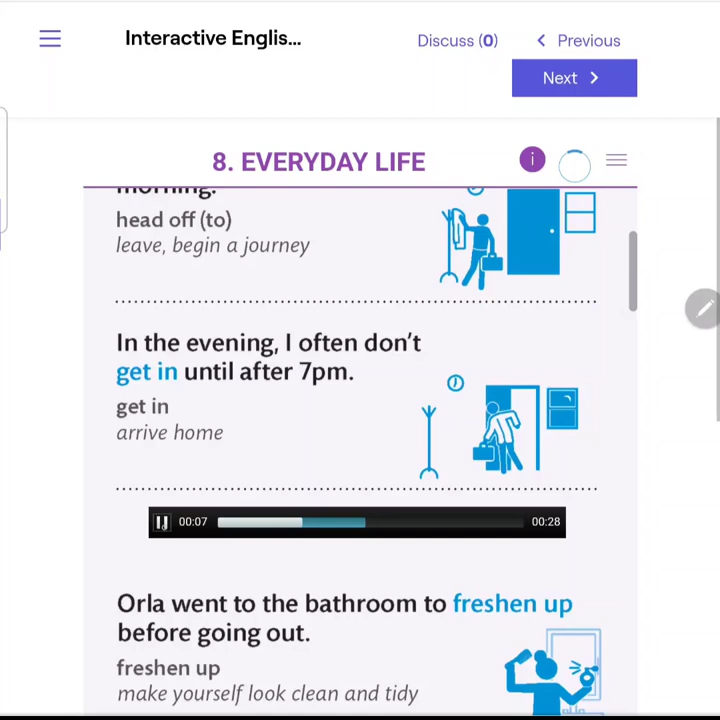 Interactive Englis...
Discuss (0)
Previous
Next
8. EVERYDAY LIFE
i
morning.
head off (to)
leave, begin a journey
In the evening, I often don't
get in until after 7pm.
get in
arrive home
00:07
00:28
Orla went to the bathroom to freshen up
before going out.
freshen up
make yourself look clean and tidy